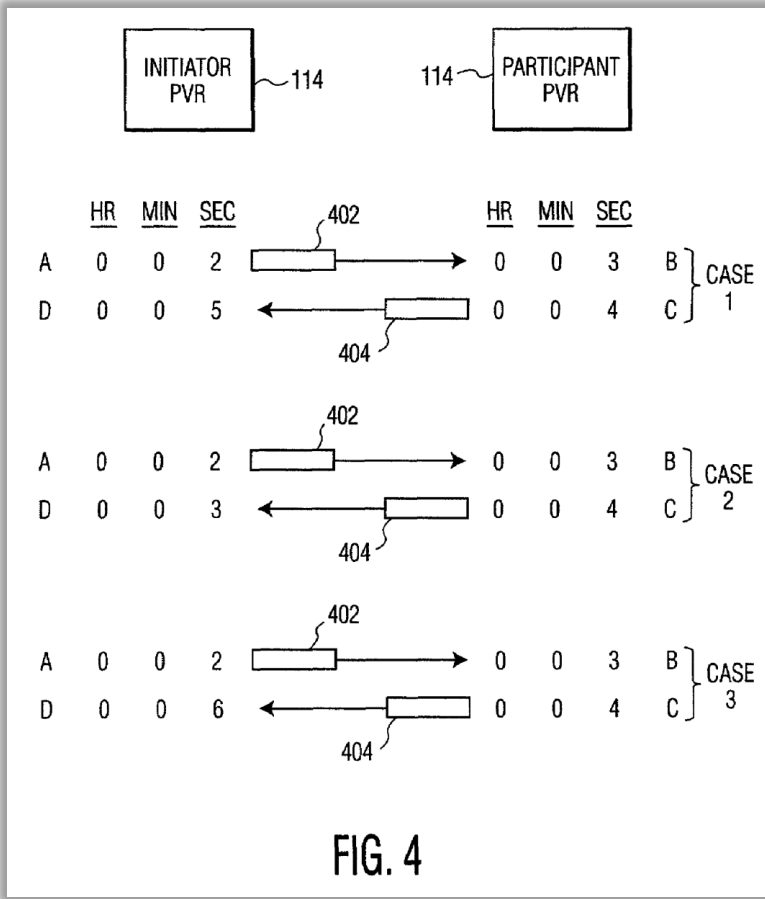 INITIATOR PVR 114
114 PARTICIPANT PVR
HR MIN SEC 402 HR MIN SEC
A 0 0 2 0 0 3 B
D 0 0 5 0 0 4 C
CASE 1
404
402
A 0 0 2 0 0 3 B
D 0 0 3 0 0 4 C
CASE 2
404
402
A 0 0 2 0 0 3 B
D 0 0 6 0 0 4 C
CASE 3
404
FIG. 4